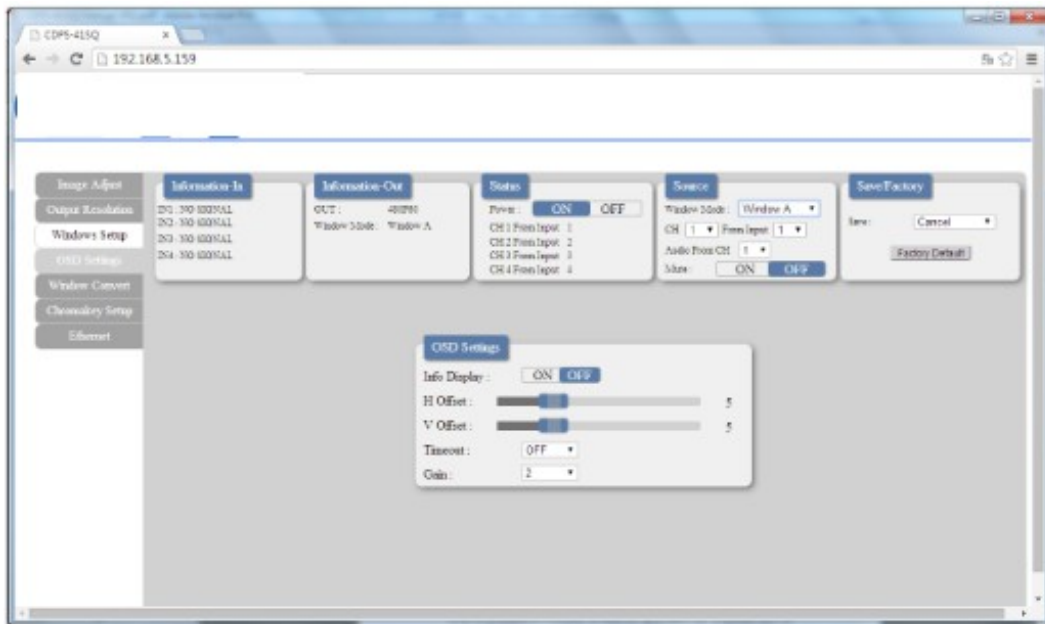 CDPS-41SQ
192.168.5.159
Image Adjust
Output Resolution
Windows Setup
OSD Settings
Window Convert
Chromakey Setup
Ethernet
Information-In
IN1 : NO SIGNAL
IN2 : NO SIGNAL
IN3 : NO SIGNAL
IN4 : NO SIGNAL
Information-Out
OUT : 480P60
Window Mode : Window A
Status
Power : ON OFF
CH 1 From Input 1
CH 2 From Input 2
CH 3 From Input 3
CH 4 From Input 4
Source
Window Mode : Window A
CH 1 From Input 1
Audio From CH 1
Mute : ON OFF
Save/Factory
Save : Cancel
Factory Default
OSD Settings
Info Display : ON OFF
H Offset : 5
V Offset : 5
Timeout : OFF
Gain : 2